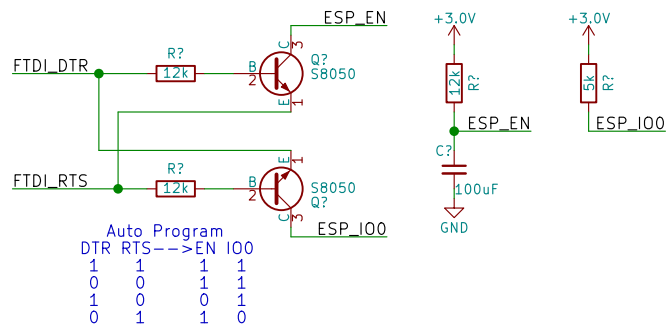 ESP_EN
+3.0V
+3.0V
FTDI_DTR
R?
12k
B
2
C
3
Q?
S8050
E
1
12k
R?
5k
R?
ESP_EN
ESP_IO0
C?
100uF
GND
FTDI_RTS
R?
12k
B
2
E
1
S8050
Q?
C
3
ESP_IO0
Auto Program
DTR RTS-->EN IO0
1 1 1 1
0 0 1 1
1 0 0 1
0 1 1 0